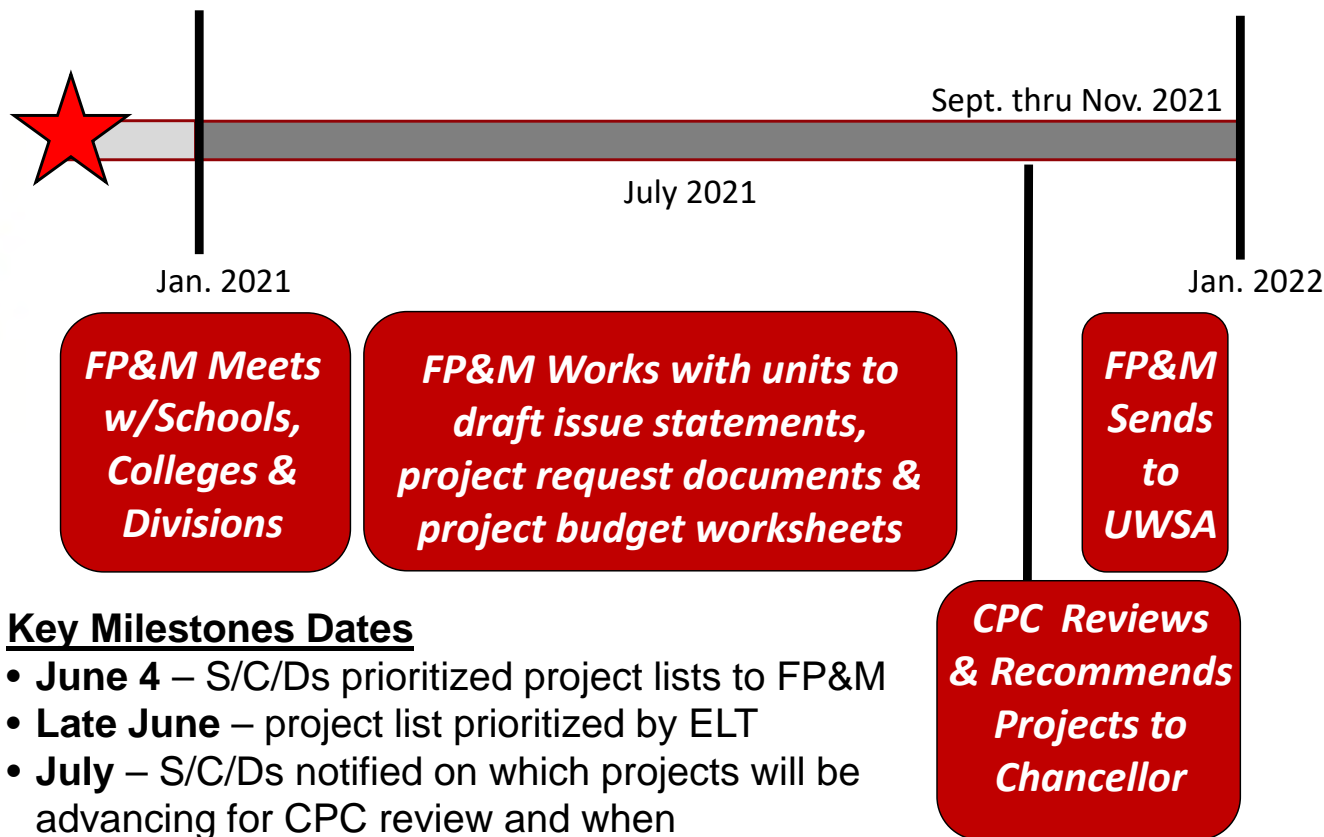 Sept. thru Nov. 2021
July 2021
Jan. 2021
Jan. 2022
FP&M Meets
w/Schools,
Colleges &
Divisions
FP&M Works with units to
draft issue statements,
project request documents &
project budget worksheets
FP&M
Sends
to
UWSA
CPC Reviews
& Recommends
Projects to
Chancellor
Key Milestones Dates
• June 4 – S/C/Ds prioritized project lists to FP&M
• Late June – project list prioritized by ELT
• July – S/C/Ds notified on which projects will be
advancing for CPC review and when